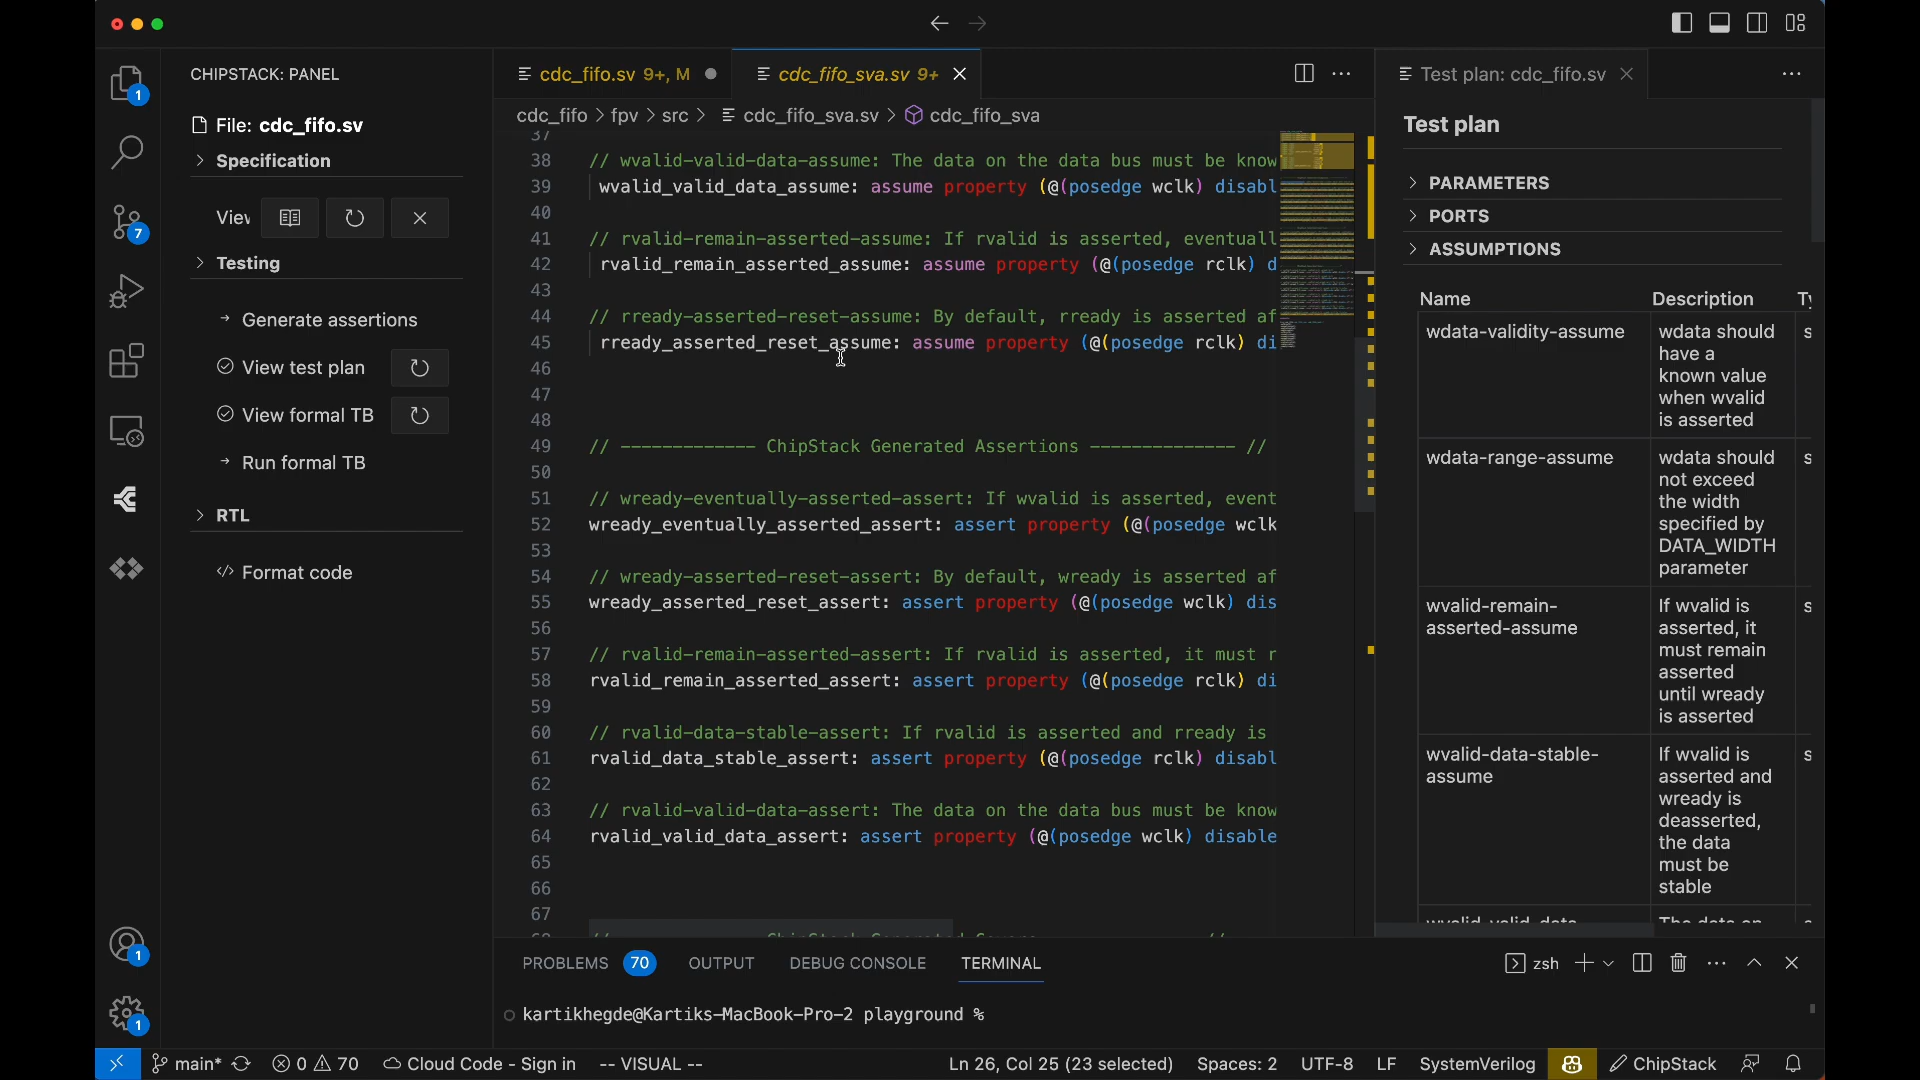 CHIPSTACK: PANEL
File: cdc_fifo.sv
Specification
Testing
Generate assertions
View test plan
View formal TB
Run formal TB
RTL
Format code
1
7
1
1
cdc_fifo.sv 9+, M
cdc_fifo_sva.sv 9+
cdc_fifo > fpv > src > cdc_fifo_sva.sv > cdc_fifo_sva
37
38 // wvalid-valid-data-assume: The data on the data bus must be know
39 wvalid_valid_data_assume: assume property (@(posedge wclk) disabl
40
41 // rvalid-remain-asserted-assume: If rvalid is asserted, eventuall
42 rvalid_remain_asserted_assume: assume property (@(posedge rclk) d
43
44 // rready-asserted-reset-assume: By default, rready is asserted af
45 rready_asserted_reset_assume: assume property (@(posedge rclk) di
46
47
48
49 // ------------- ChipStack Generated Assertions -------------- //
50
51 // wready-eventually-asserted-assert: If wvalid is asserted, event
52 wready_eventually_asserted_assert: assert property (@(posedge wclk
53
54 // wready-asserted-reset-assert: By default, wready is asserted af
55 wready_asserted_reset_assert: assert property (@(posedge wclk) dis
56
57 // rvalid-remain-asserted-assert: If rvalid is asserted, it must r
58 rvalid_remain_asserted_assert: assert property (@(posedge rclk) di
59
60 // rvalid-data-stable-assert: If rvalid is asserted and rready is
61 rvalid_data_stable_assert: assert property (@(posedge rclk) disabl
62
63 // rvalid-valid-data-assert: The data on the data bus must be know
64 rvalid_valid_data_assert: assert property (@(posedge wclk) disable
65
66
67
Test plan: cdc_fifo.sv
Test plan
PARAMETERS
PORTS
ASSUMPTIONS
Name Description
wdata-validity-assume
wdata should
have a
known value
when wvalid
is asserted
wdata-range-assume
wdata should
not exceed
the width
specified by
DATA_WIDTH
parameter
wvalid-remain-
asserted-assume
If wvalid is
asserted, it
must remain
asserted
until wready
is asserted
wvalid-data-stable-
assume
If wvalid is
asserted and
wready is
deasserted,
the data
must be
stable
PROBLEMS 70 OUTPUT DEBUG CONSOLE TERMINAL
zsh
kartikhegde@Kartiks-MacBook-Pro-2 playground %
main* 0 70 Cloud Code - Sign in -- VISUAL -- Ln 26, Col 25 (23 selected) Spaces: 2 UTF-8 LF SystemVerilog ChipStack